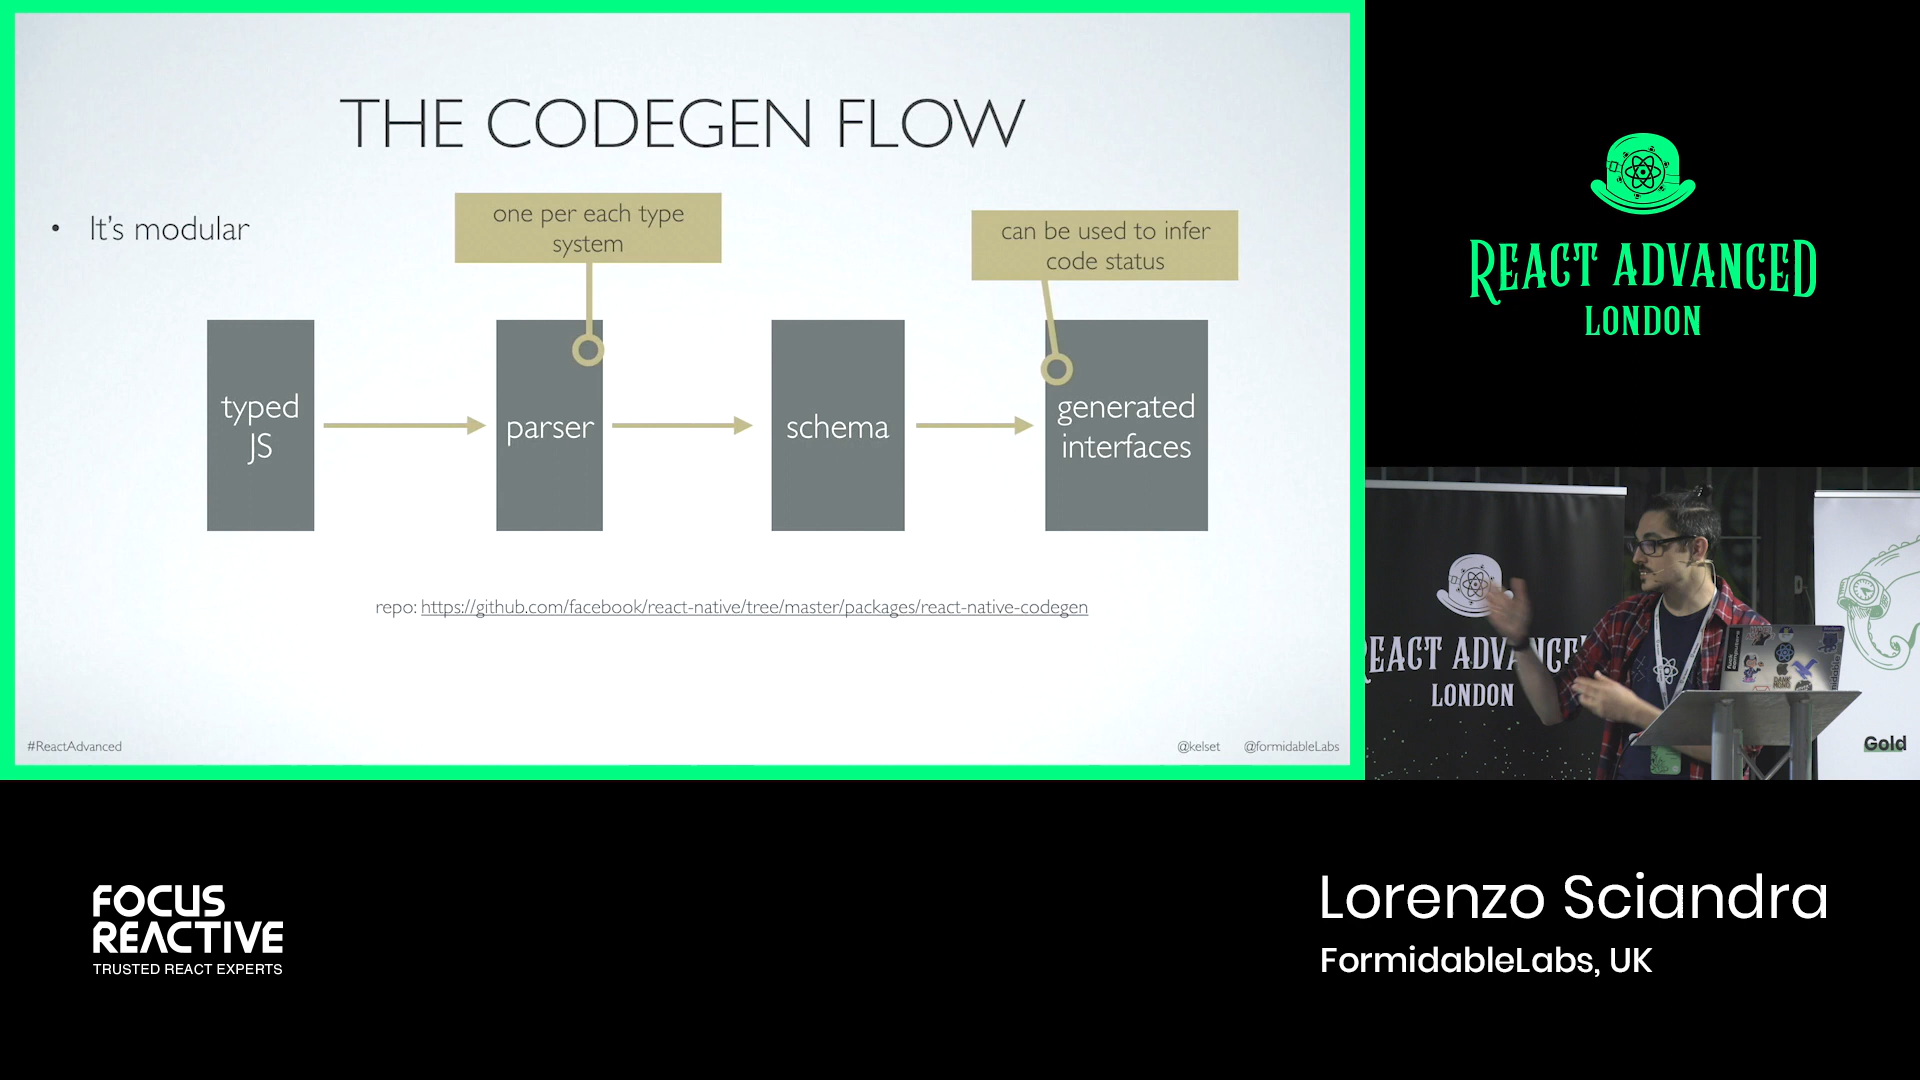 THE CODEGEN FLOW
• It's modular
one per each type
system
can be used to infer
code status
typed
JS
parser
schema
generated
interfaces
repo: https://github.com/facebook/react-native/tree/master/packages/react-native-codegen
#ReactAdvanced
@kelset @formidableLabs
REACT ADVANCED
LONDON
REACT ADVANCE
LONDON
Gold
FOCUS
REACTIVE
TRUSTED REACT EXPERTS
Lorenzo Sciandra
FormidableLabs, UK